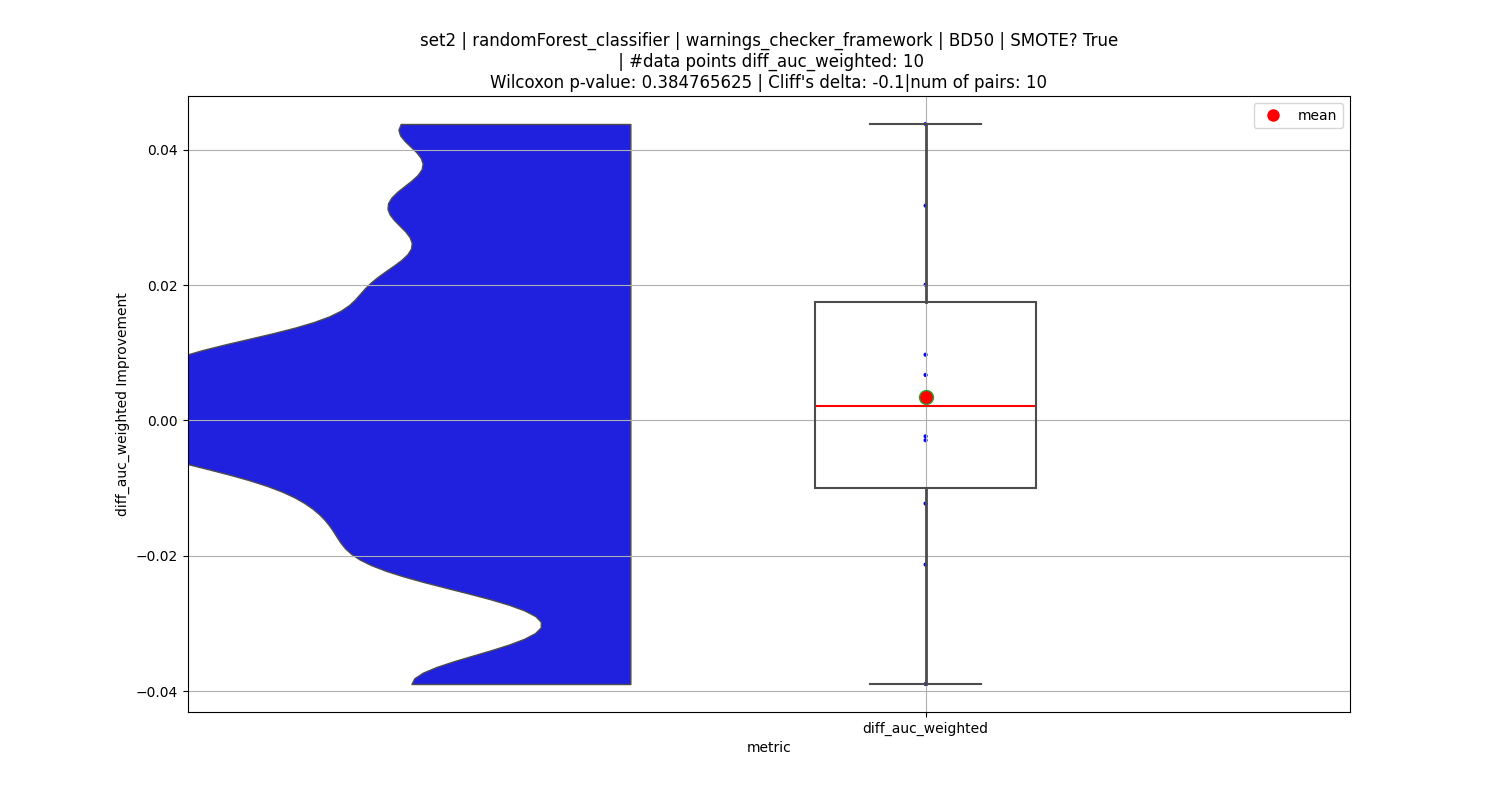 set2 | randomForest_classifier | warnings_checker_framework | BD50 | SMOTE? True
| #data points diff_auc_weighted: 10
Wilcoxon p-value: 0.384765625 | Cliff's delta: -0.1|num of pairs: 10
mean
0.04
0.02
0.00
−0.02
−0.04
diff_auc_weighted Improvement
diff_auc_weighted
metric